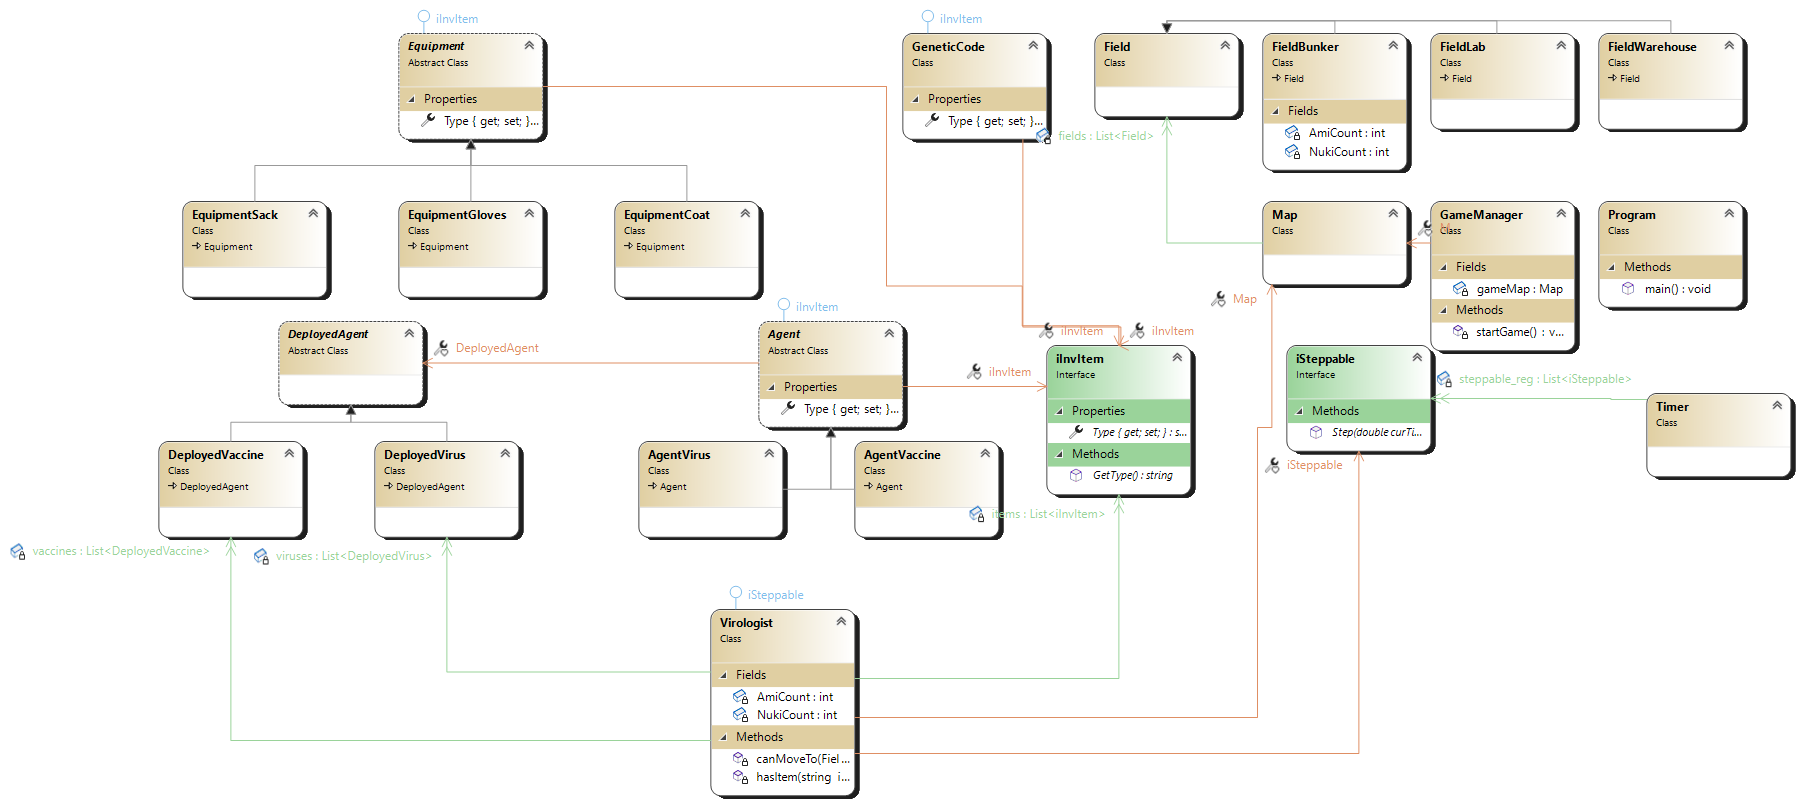 iInvItem
Equipment
Abstract Class
Properties
Type { get; set; }...
iInvItem
GeneticCode
Class
Properties
Type { get; set; }...
Field
Class
fields : List<Field>
FieldBunker
Class
Field
Fields
AmiCount : int
NukiCount : int
FieldLab
Class
Field
FieldWarehouse
Class
Field
EquipmentSack
Class
Equipment
EquipmentGloves
Class
Equipment
EquipmentCoat
Class
Equipment
Map
Class
GameManager
Class
Fields
gameMap : Map
Methods
startGame() : v...
Program
Class
Methods
main() : void
Map
iInvItem
DeployedAgent
Abstract Class
DeployedAgent
Agent
Abstract Class
Properties
Type { get; set; }...
iInvItem
iInvItem
iInvItem
iInvItem
Interface
Properties
Type { get; set; } : s...
Methods
GetType() : string
iSteppable
Interface
Methods
Step(double curTi...
steppable_reg : List<iSteppable>
Timer
Class
iSteppable
DeployedVaccine
Class
DeployedAgent
DeployedVirus
Class
DeployedAgent
AgentVirus
Class
Agent
AgentVaccine
Class
Agent
items : List<iInvItem>
vaccines : List<DeployedVaccine>
viruses : List<DeployedVirus>
iSteppable
Virologist
Class
Fields
AmiCount : int
NukiCount : int
Methods
canMoveTo(Fiel...
hasItem(string i...